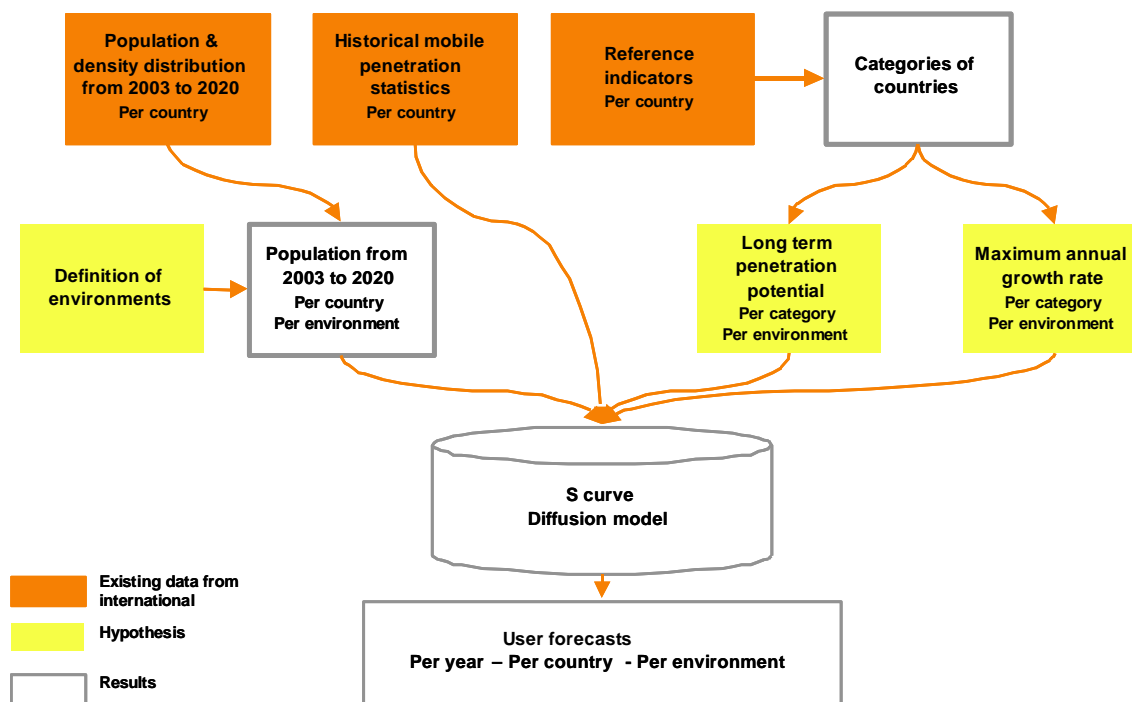 Population &
density distribution
from 2003 to 2020
Per country
Historical mobile
penetration
statistics
Per country
Reference
indicators
Per country
Categories of
countries
Definition of
environments
Population from
2003 to 2020
Per country
Per environment
Long term
penetration
potential
Per category
Per environment
Maximum annual
growth rate
Per category
Per environment
S curve
Diffusion model
Existing data from
international
Hypothesis
Results
User forecasts
Per year – Per country - Per environment